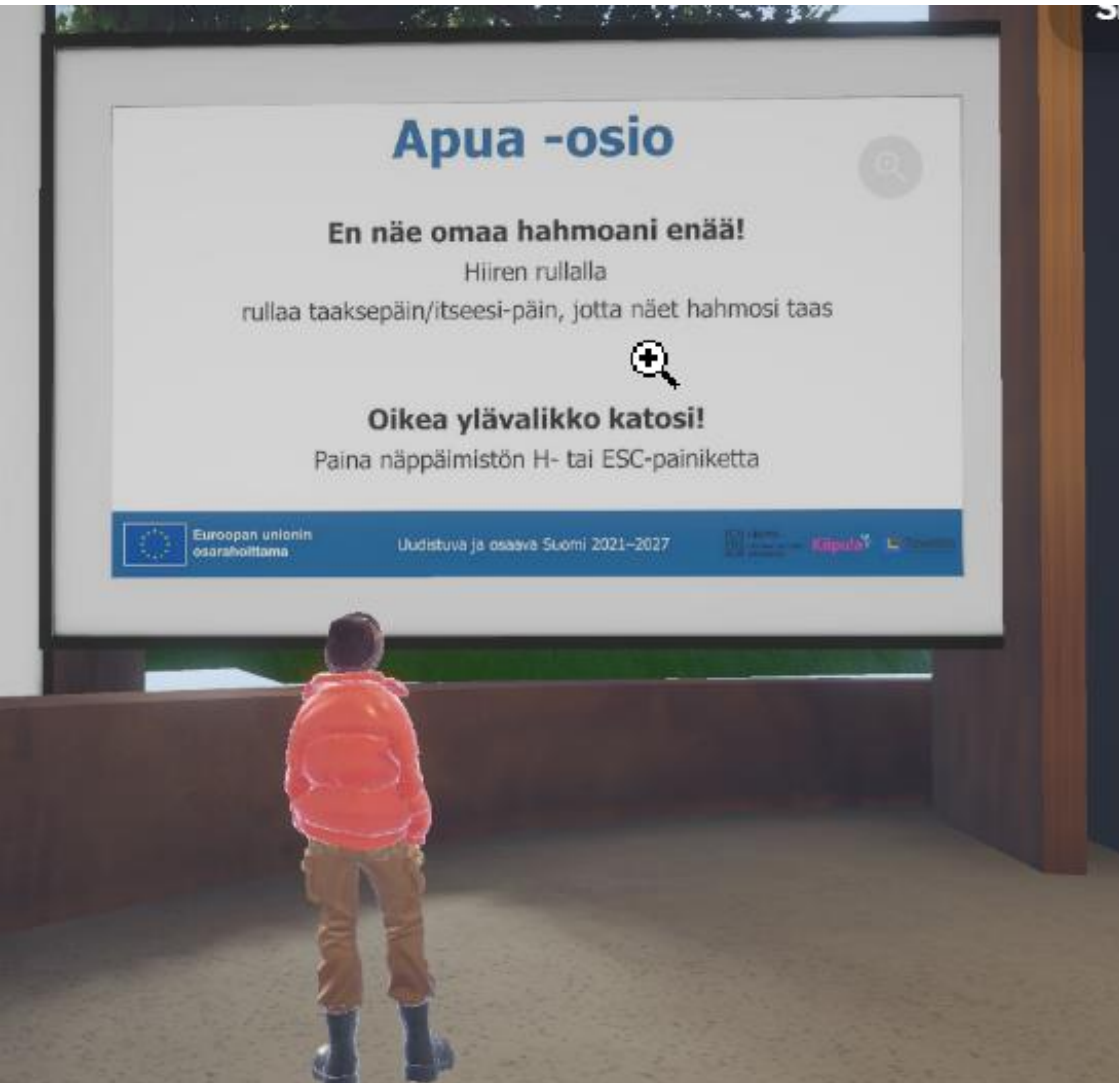 S
Apua -osio
En näe omaa hahmoani enää!
Hiiren rullalla
rullaa taaksepäin/itseesi-päin, jotta näet hahmosi taas
Oikea ylävalikko katosi!
Paina näppäimistön H- tai ESC-painiketta
Euroopan unionin
osarahoittama
Uudistuva ja osaava Suomi 2021–2027
Kiipula